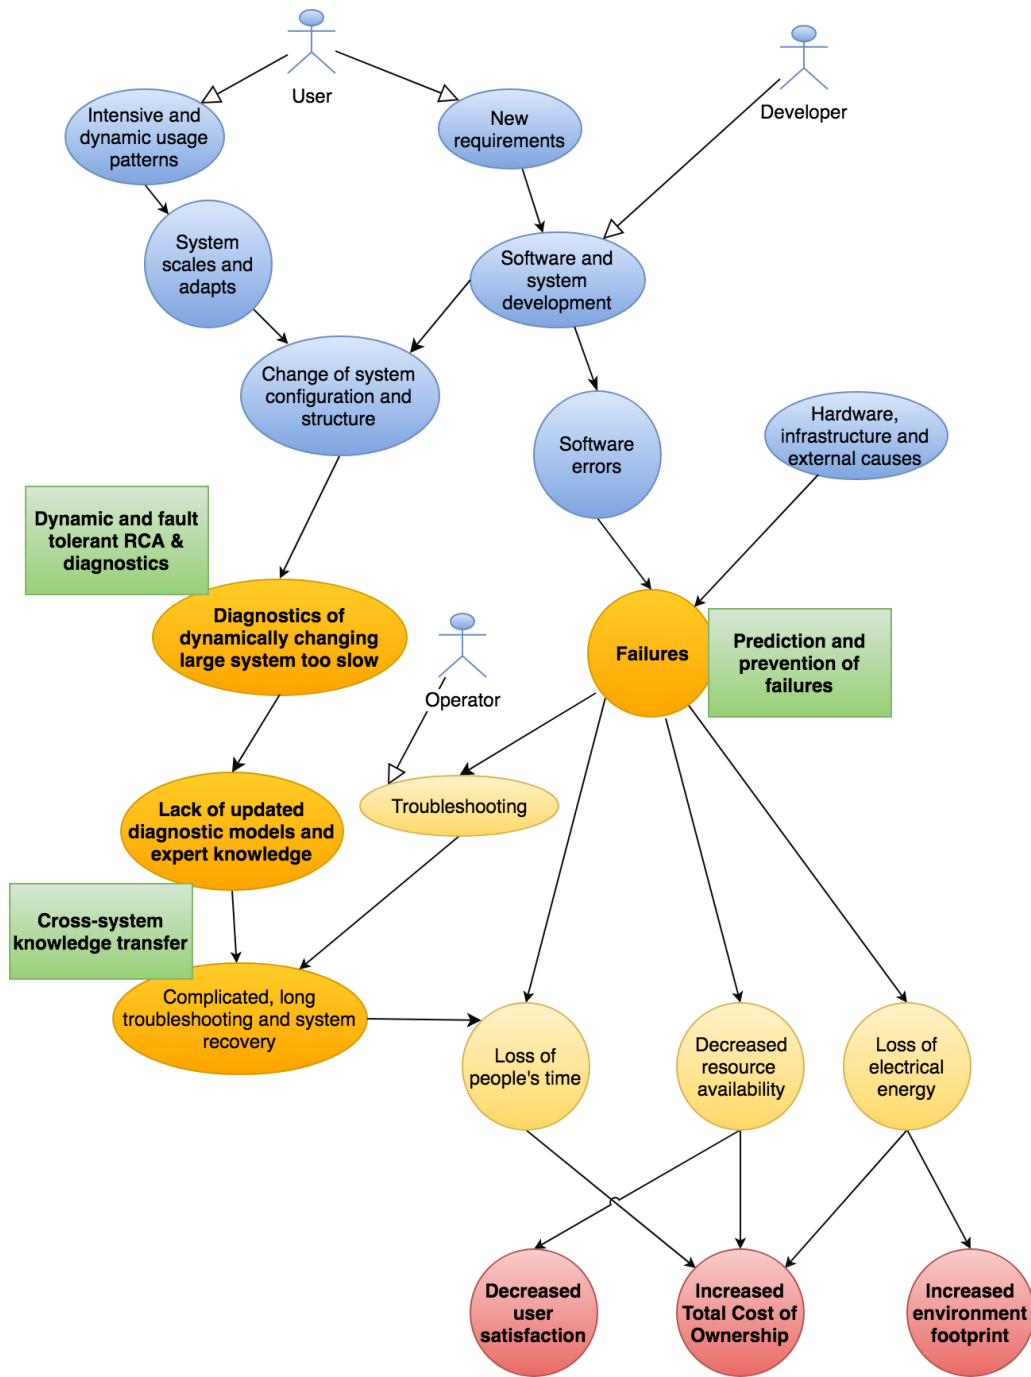 User
Developer
Intensive and
dynamic usage
patterns
New
requirements
System
scales and
adapts
Software and
system
development
Change of system
configuration and
structure
Software
errors
Hardware,
infrastructure and
external causes
Dynamic and fault
tolerant RCA &
diagnostics
Diagnostics of
dynamically changing
large system too slow
Operator
Failures
Prediction and
prevention of
failures
Troubleshooting
Lack of updated
diagnostic models and
expert knowledge
Cross-system
knowledge transfer
Complicated, long
troubleshooting and system
recovery
Loss of
people's time
Decreased
resource
availability
Loss of
electrical
energy
Decreased
user
satisfaction
Increased
Total Cost of
Ownership
Increased
environment
footprint